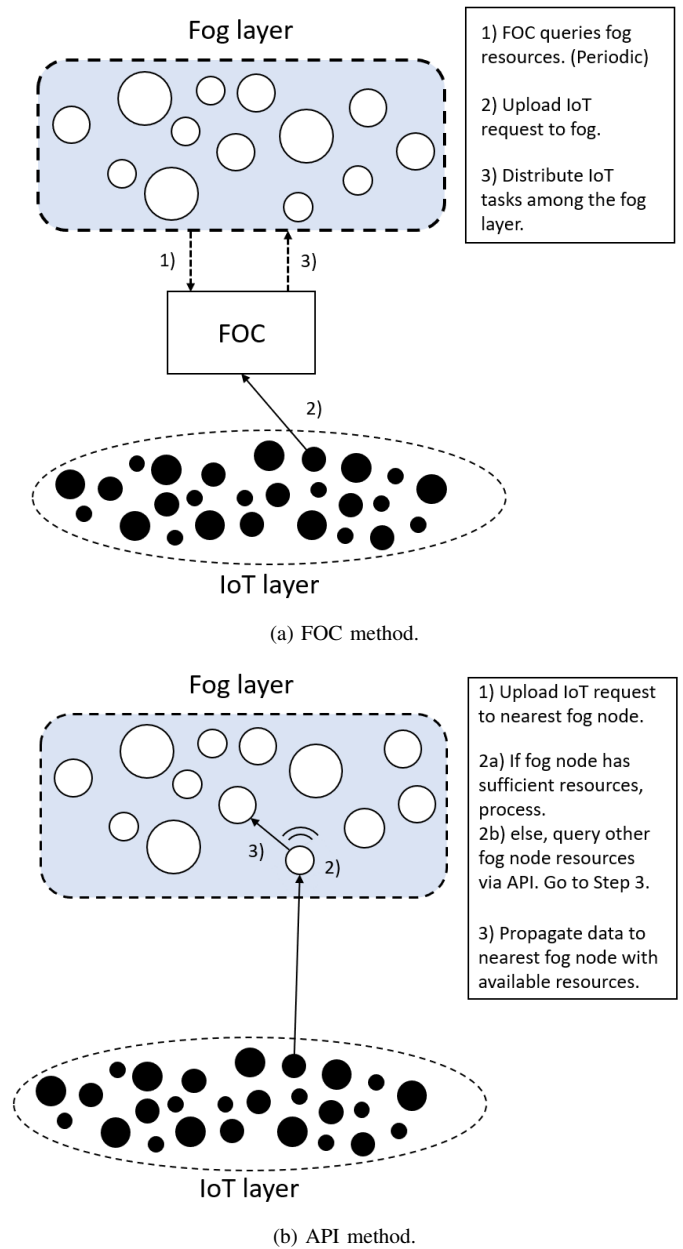 Fog layer
1) FOC queries fog
resources. (Periodic)
2) Upload IoT
request to fog.
3) Distribute IoT
tasks among the fog
layer.
1)
3)
FOC
2)
IoT layer
(a) FOC method.
Fog layer
1) Upload IoT request
to nearest fog node.
2a) If fog node has
sufficient resources,
process.
2b) else, query other
fog node resources
via API. Go to Step 3.
3) Propagate data to
nearest fog node with
available resources.
3)
2)
IoT layer
(b) API method.